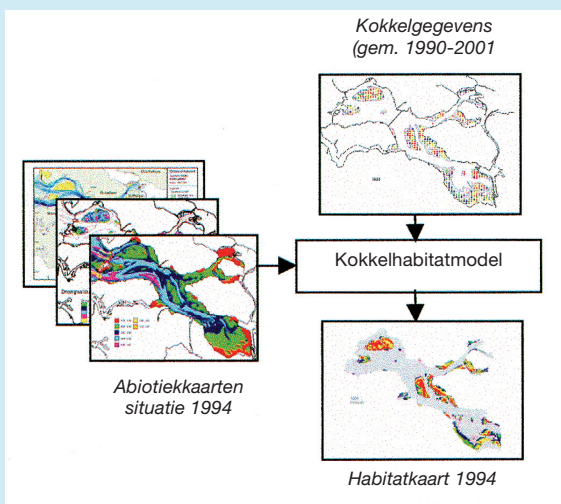 Kokkelgegevens
(gem. 1990-2001
Kokkelhabitatmodel
Abiotiekkaarten
situatie 1994
Habitatkaart 1994